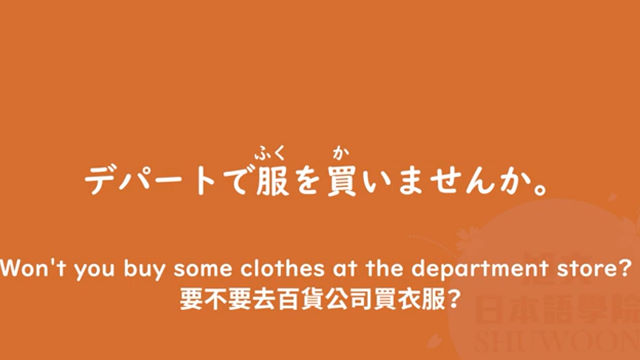 ふく か
デパートで服を買いませんか。
Won't you buy some clothes at the department store?
要不要去百貨公司買衣服？
日本語學院
SHUWOON